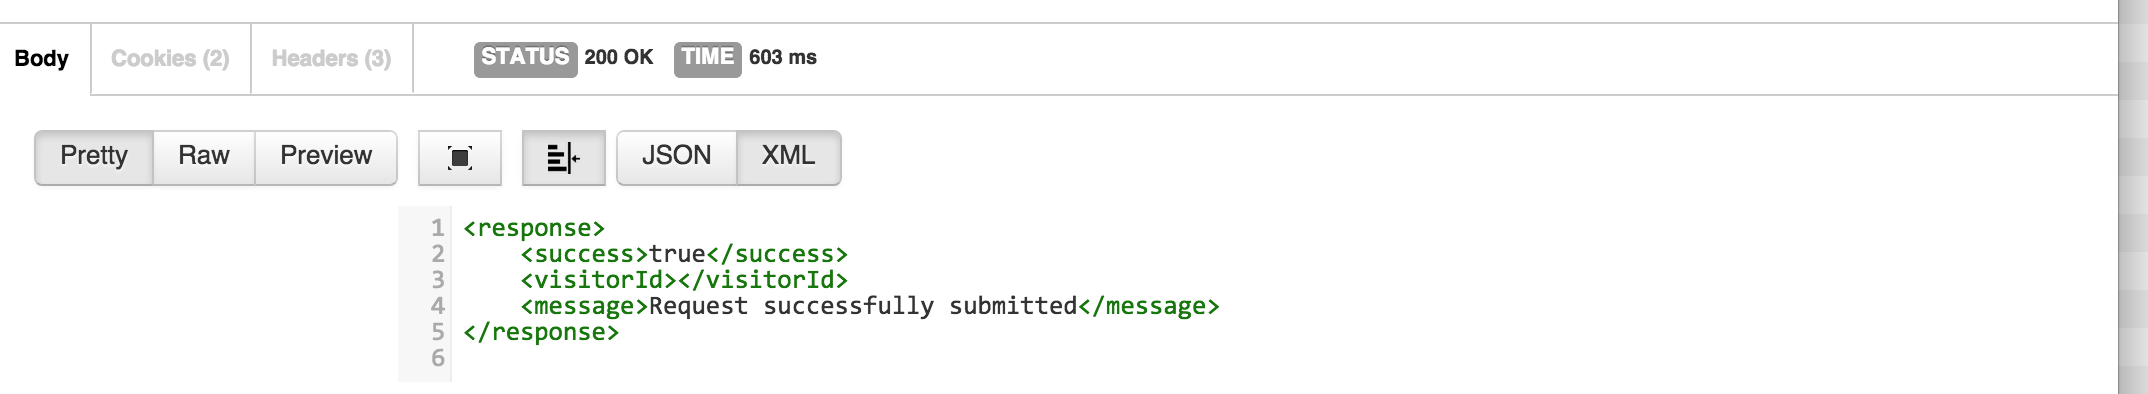 Body Cookies (2) Headers (3) STATUS 200 OK TIME 603 ms
Pretty Raw Preview JSON XML
1 <response>
2     <success>true</success>
3     <visitorId></visitorId>
4     <message>Request successfully submitted</message>
5 </response>
6